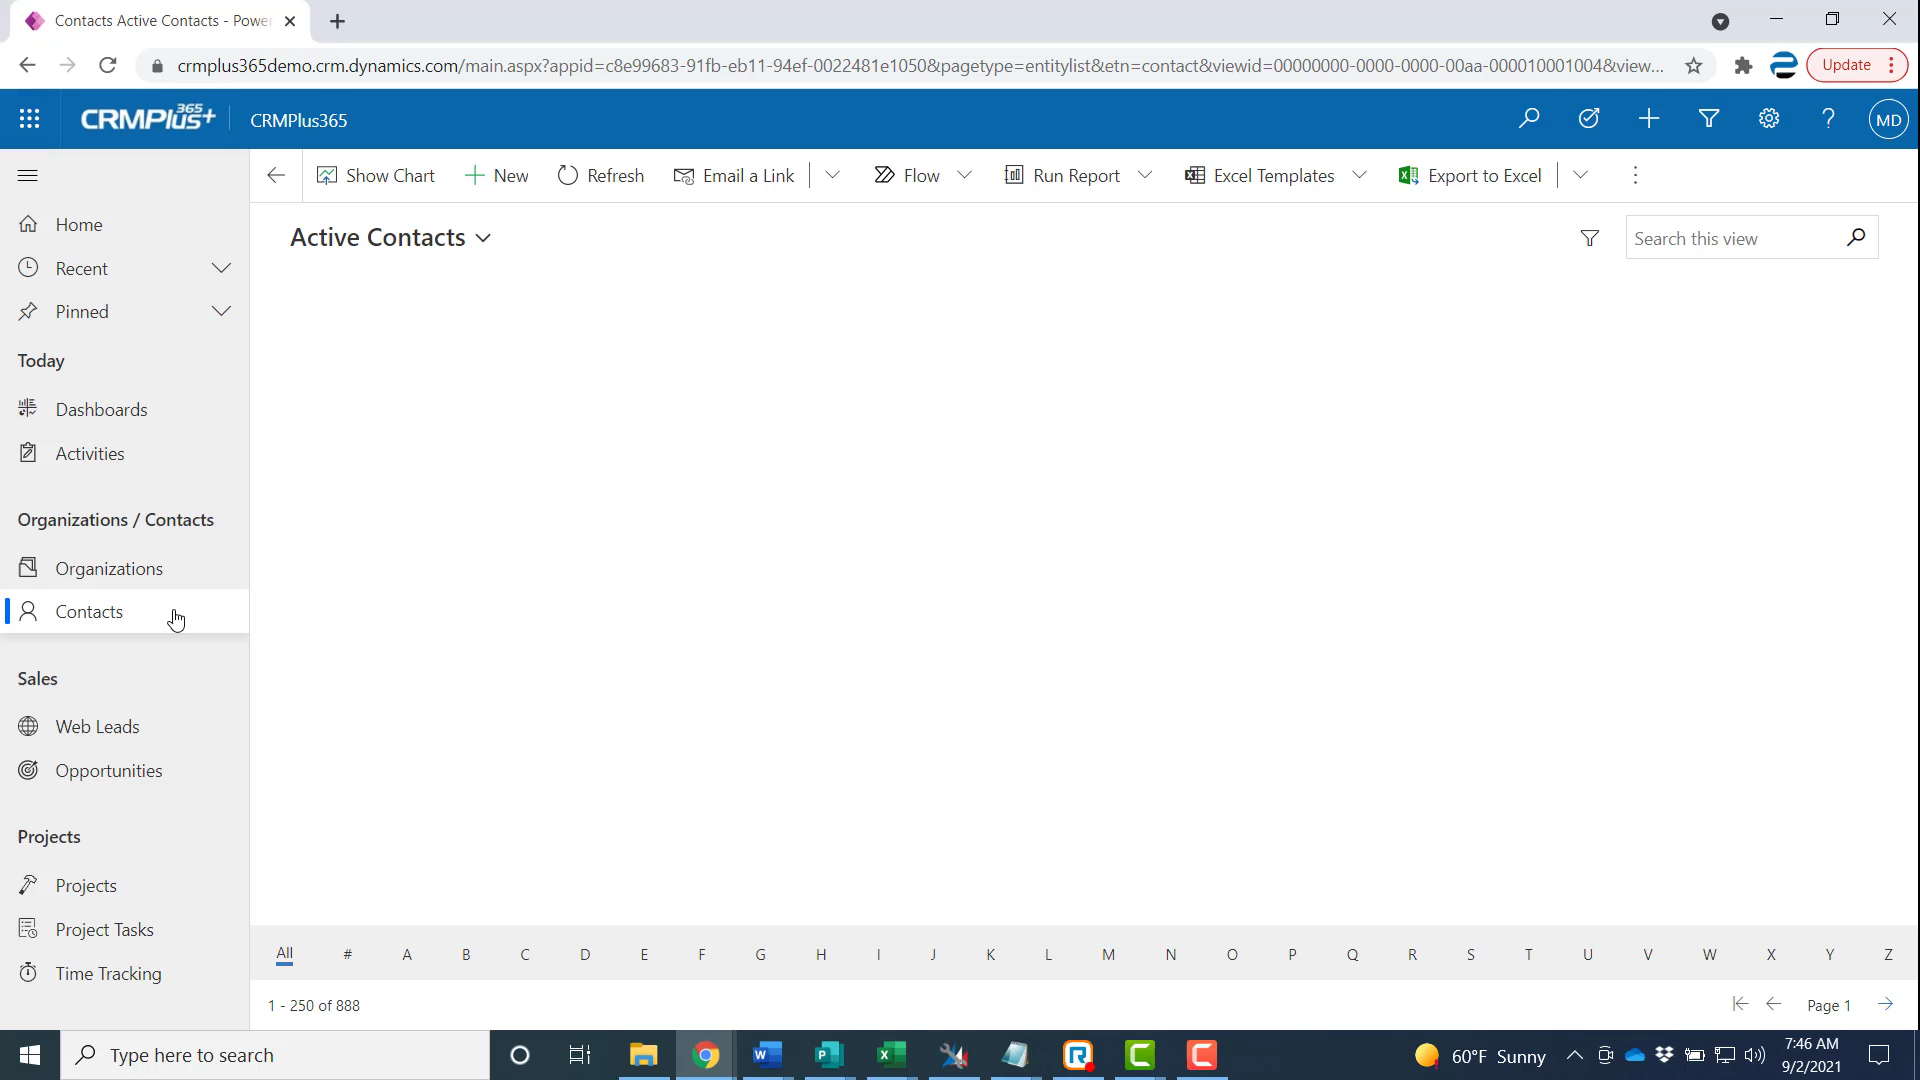 Contacts Active Contacts - Power
crmplus365demo.crm.dynamics.com/main.aspx?appid=c8e99683-91fb-eb11-94ef-0022481e1050&pagetype=entitylist&etn=contact&viewid=00000000-0000-0000-00aa-000010001004&view...
Update
CRMPlus365+
CRMPlus365
MD
Show Chart
New
Refresh
Email a Link
Flow
Run Report
Excel Templates
Export to Excel
Home
Recent
Pinned
Today
Dashboards
Activities
Organizations / Contacts
Organizations
Contacts
Sales
Web Leads
Opportunities
Projects
Projects
Project Tasks
Time Tracking
Active Contacts
Search this view
All # A B C D E F G H I J K L M N O P Q R S T U V W X Y Z
1 - 250 of 888
Page 1
Type here to search
60°F Sunny
7:46 AM
9/2/2021